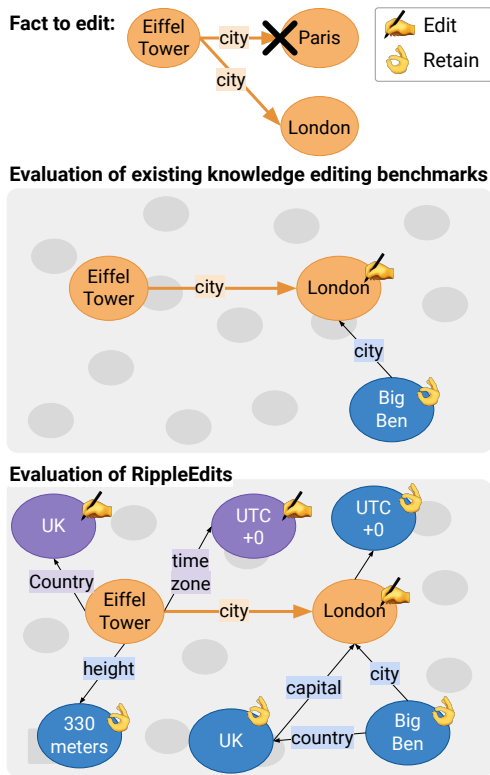 Fact to edit:
Eiffel
Tower
city
Paris
city
London
Edit
Retain
Evaluation of existing knowledge editing benchmarks
Eiffel
Tower
city
London
city
Big
Ben
Evaluation of RippleEdits
UK
UTC
+0
UTC
+0
Country
time
zone
Eiffel
Tower
city
London
height
capital
city
330
meters
UK
country
Big
Ben